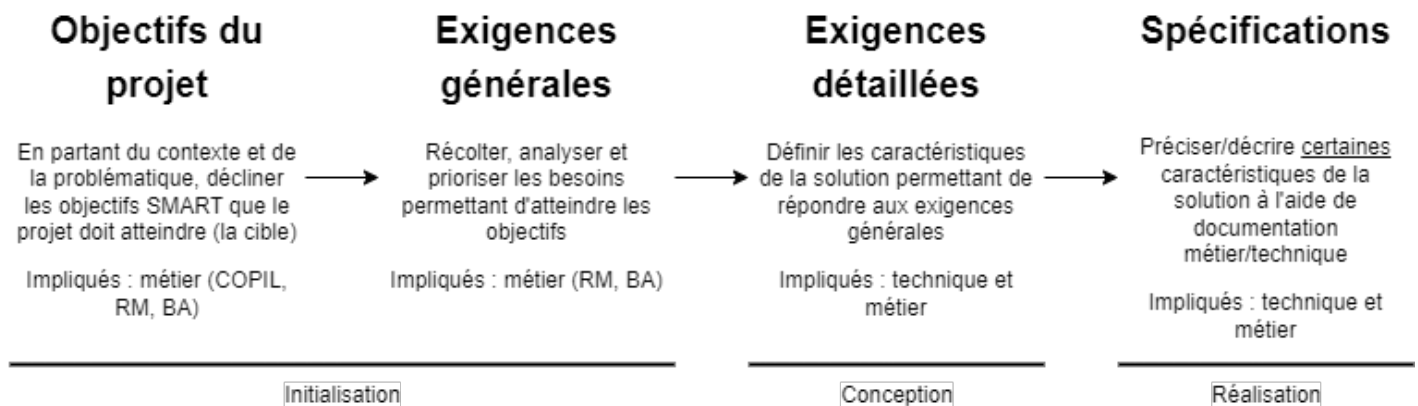 Objectifs du
projet
En partant du contexte et de
la problématique, décliner
les objectifs SMART que le
projet doit atteindre (la cible)
Impliqués : métier (COPIL,
RM, BA)
Exigences
générales
Récolter, analyser et
prioriser les besoins
permettant d'atteindre les
objectifs
Impliqués : métier (RM, BA)
Exigences
détaillées
Définir les caractéristiques
de la solution permettant de
répondre aux exigences
générales
Impliqués : technique et
métier
Spécifications
Préciser/décrire certaines
caractéristiques de la
solution à l'aide de
documentation
métier/technique
Impliqués : technique et
métier
Initialisation
Conception
Réalisation